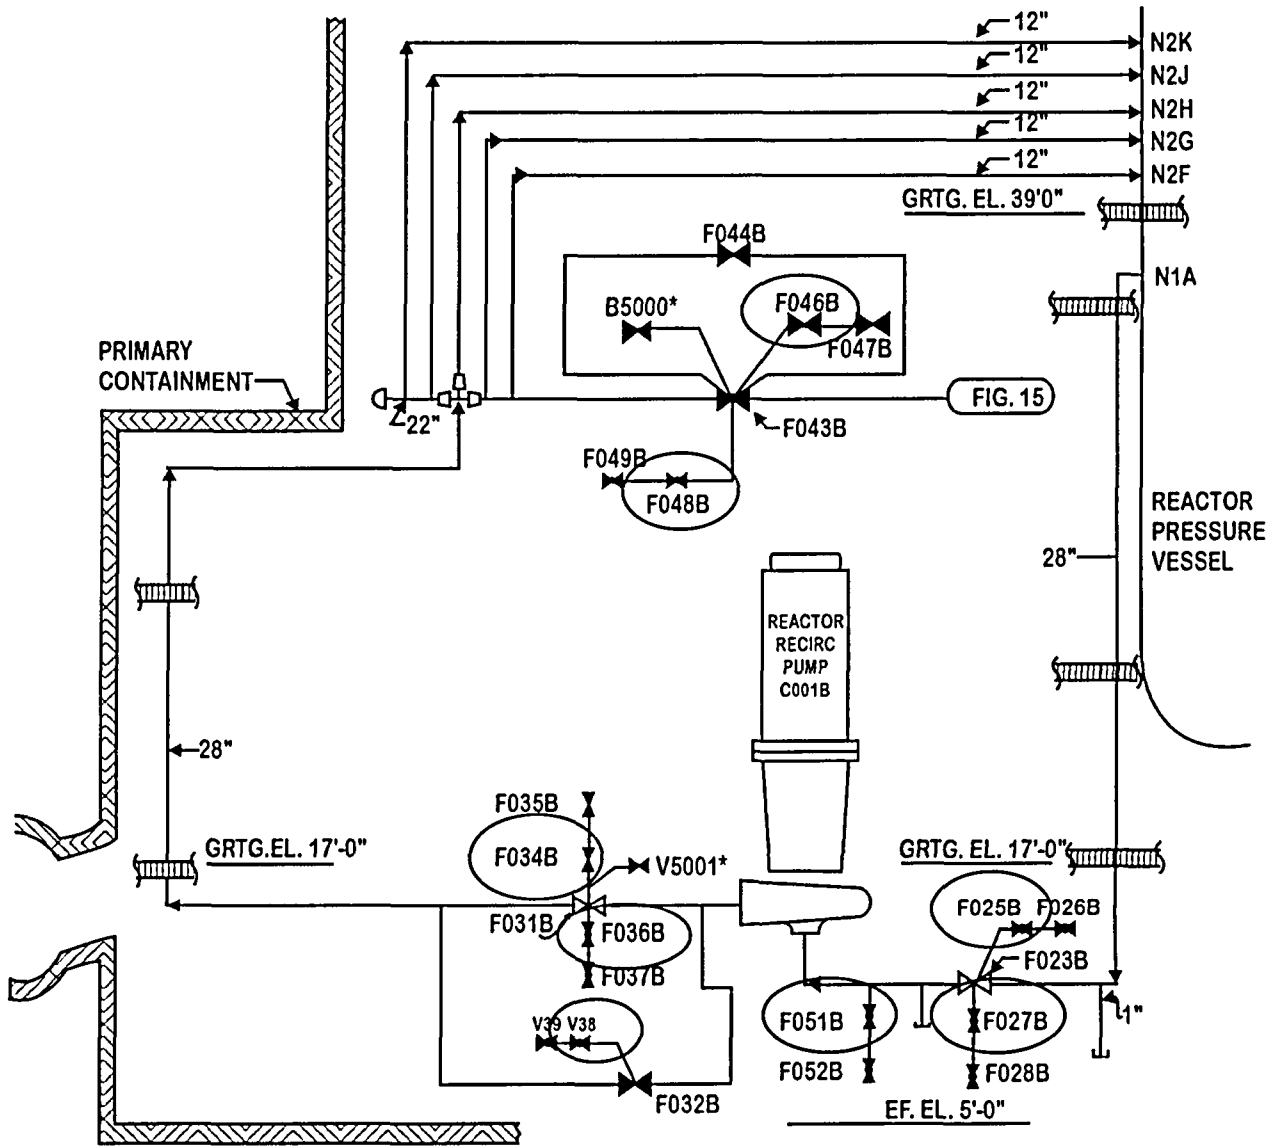 12"
N2K
12"
N2J
12"
N2H
12"
N2G
12"
N2F
GRTG. EL. 39'0"
F044B
N1A
B5000*
F046B
F047B
PRIMARY
CONTAINMENT
22"
FIG. 15
F043B
F049B
F048B
REACTOR
PRESSURE
VESSEL
28"
REACTOR
RECIRC
PUMP
C001B
28"
F035B
GRTG.EL. 17'-0"
F034B
V5001*
GRTG.EL. 17'-0"
F031B
F036B
F025B
F026B
F037B
F023B
F051B
F027B
1"
V39
V38
F052B
F028B
F032B
EF. EL. 5'-0"